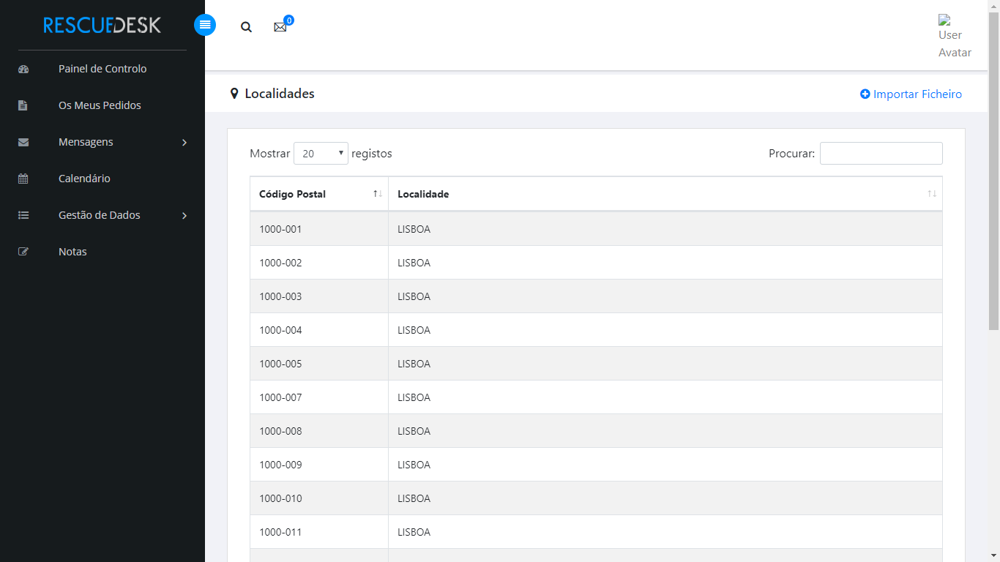 RESCUEDESK
0
User
Avatar
Painel de Controlo
Os Meus Pedidos
Mensagens
Calendário
Gestão de Dados
Notas
Localidades
Importar Ficheiro
Mostrar 20 registos
Procurar:
Código Postal Localidade
1000-001 LISBOA
1000-002 LISBOA
1000-003 LISBOA
1000-004 LISBOA
1000-005 LISBOA
1000-007 LISBOA
1000-008 LISBOA
1000-009 LISBOA
1000-010 LISBOA
1000-011 LISBOA